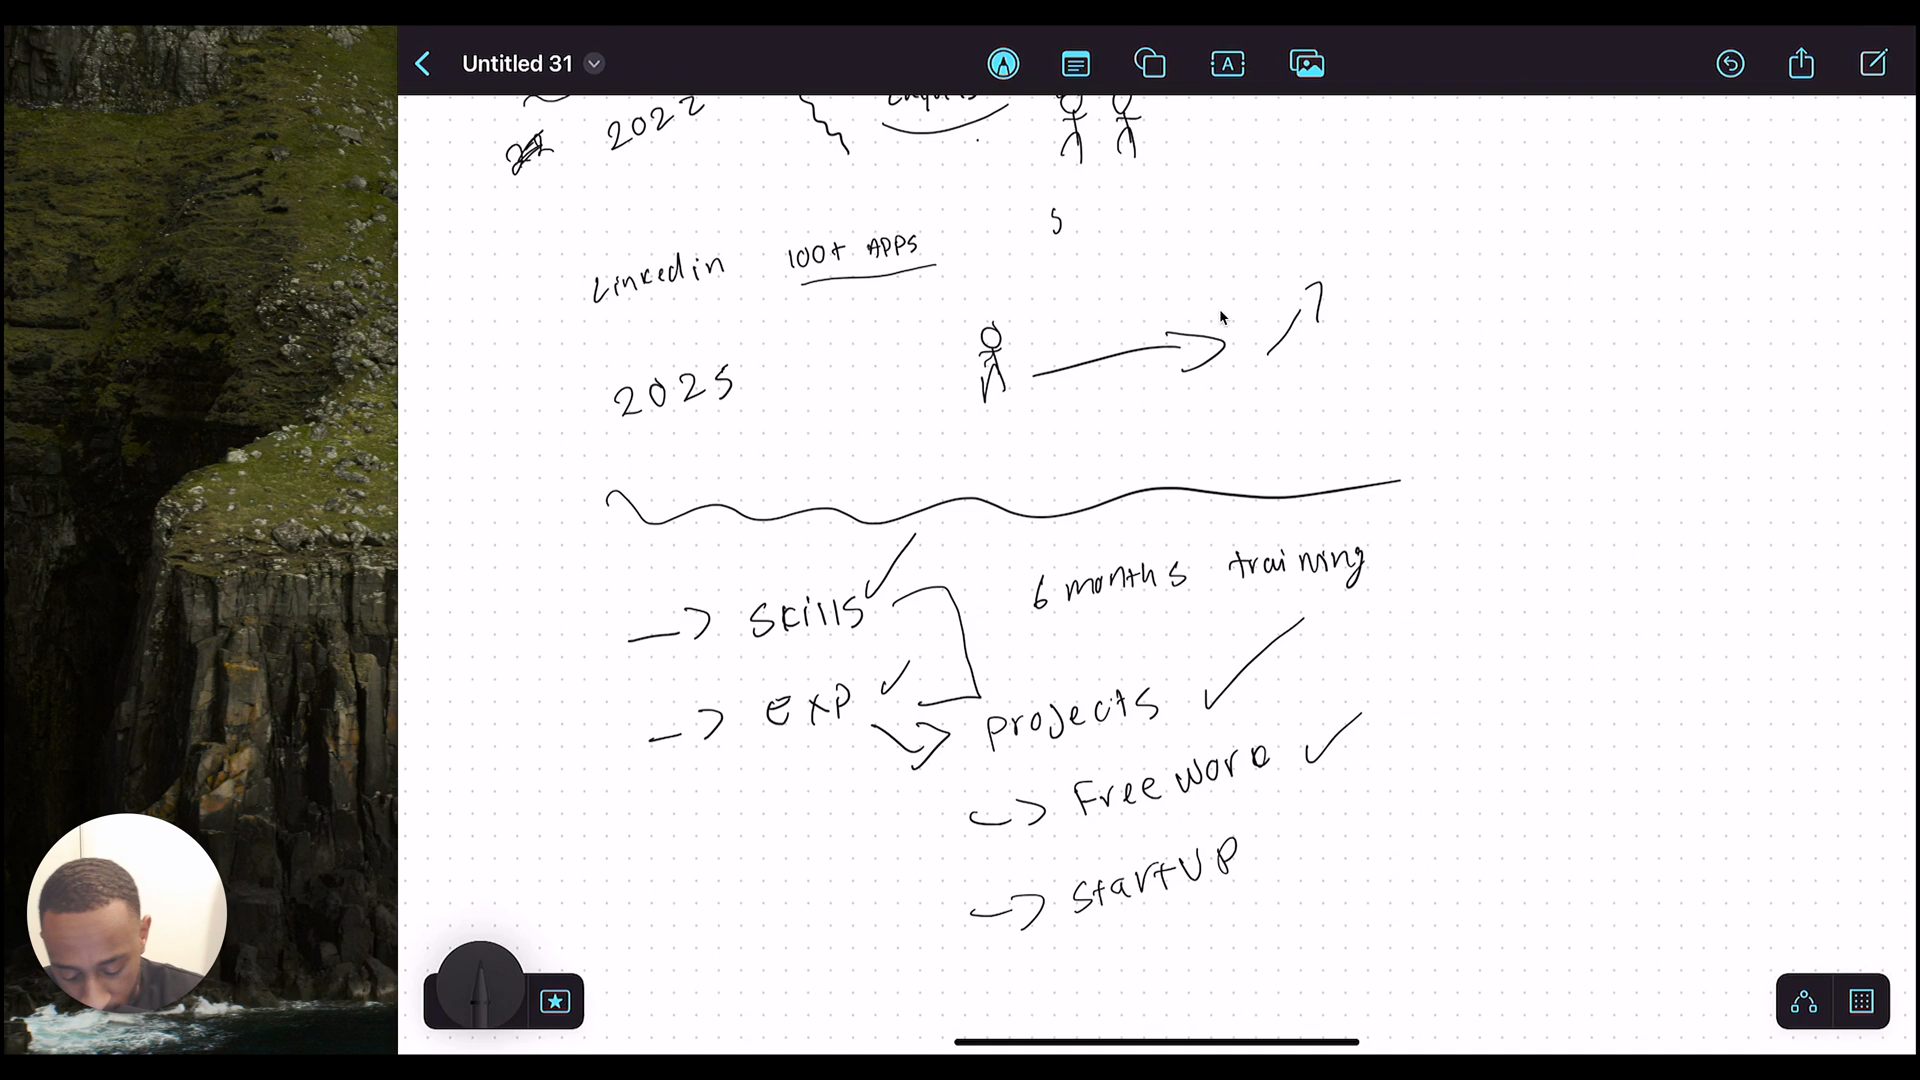 Untitled 31
A
2022
Linkedin 100+ APPS
S
2025
6 months training
-> Skills
-> exp
-> projects
-> Free work
-> Startup